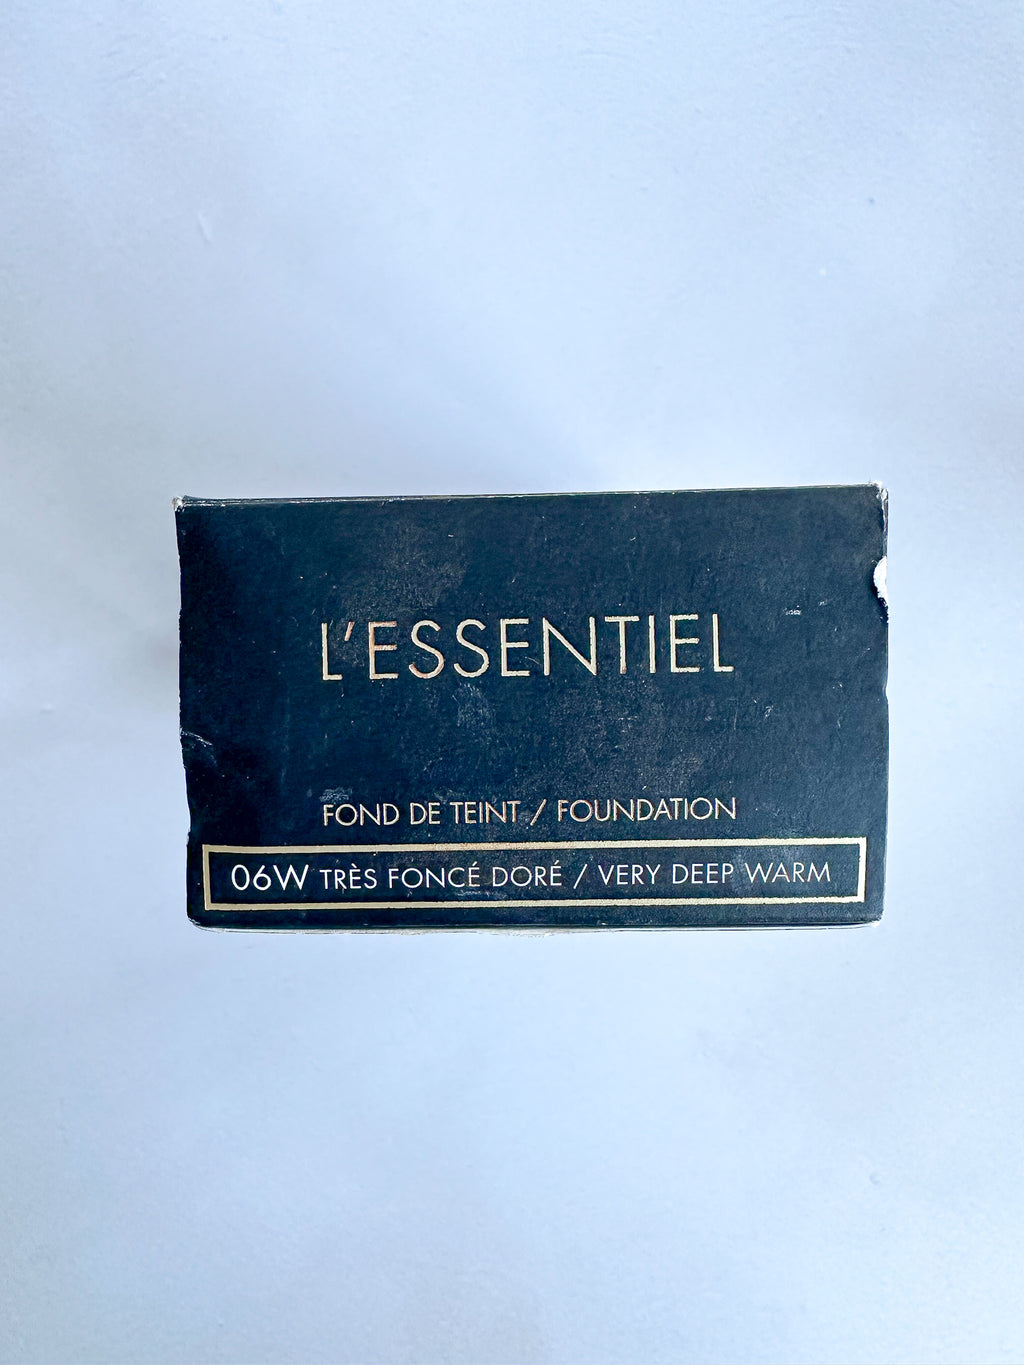 L'ESSENTIEL
FOND DE TEINT / FOUNDATION
06W TRÈS FONCÉ DORÉ / VERY DEEP WARM